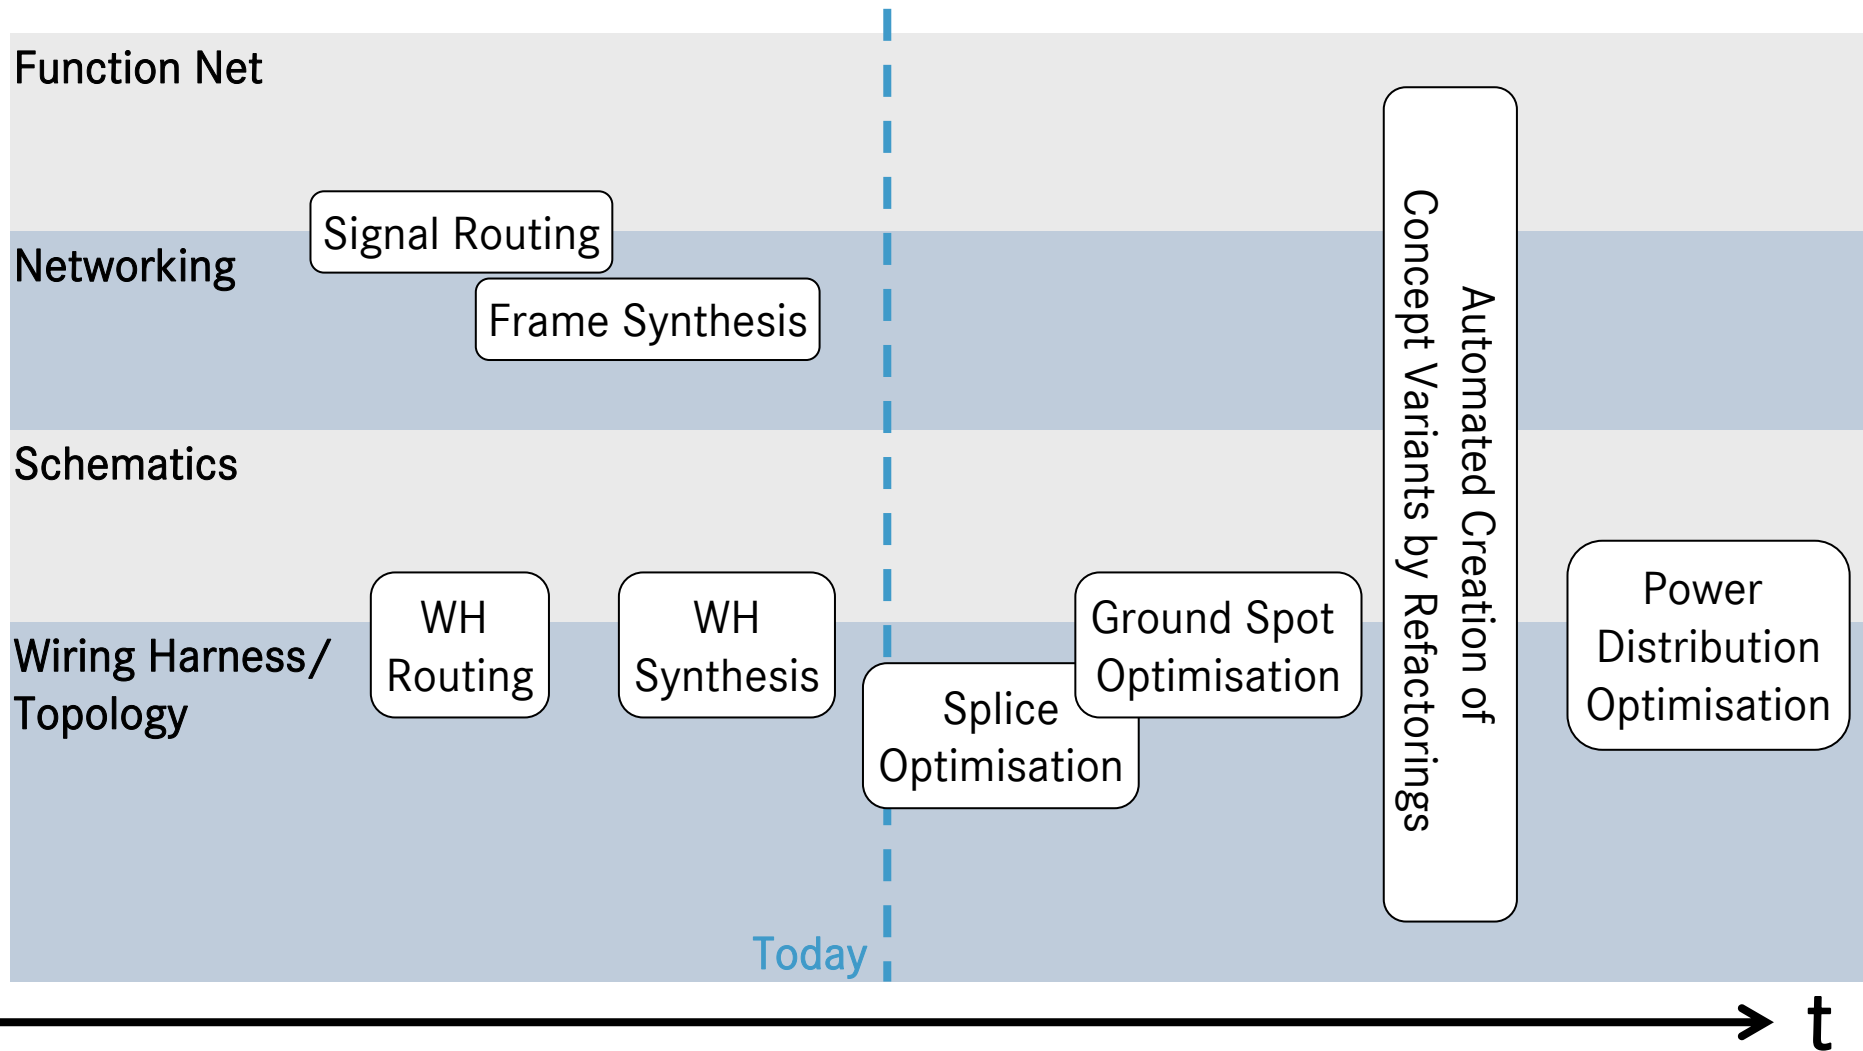 Function Net
Signal Routing
Networking
Frame Synthesis
Schematics
WH
Routing
WH
Synthesis
Wiring Harness/
Topology
Splice
Optimisation
Ground Spot
Optimisation
Automated Creation of
Concept Variants by Refactorings
Power
Distribution
Optimisation
Today
t